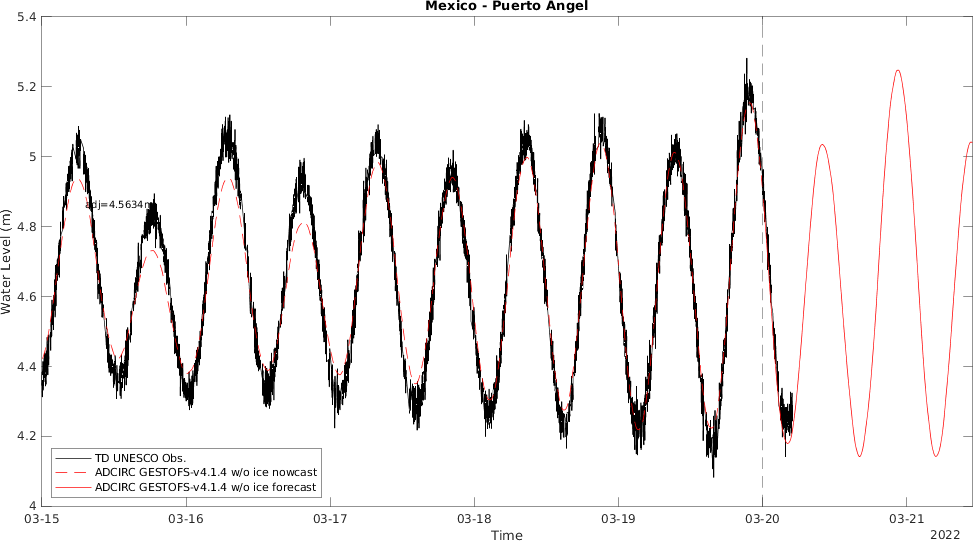 Mexico - Puerto Angel
5.4
5.2
5
4.8
4.6
4.4
4.2
4
Water Level (m)
adj=4.5634m
TD UNESCO Obs.
ADCIRC GESTOFS-v4.1.4 w/o ice nowcast
ADCIRC GESTOFS-v4.1.4 w/o ice forecast
03-15
03-16
03-17
03-18
03-19
03-20
03-21
Time
2022